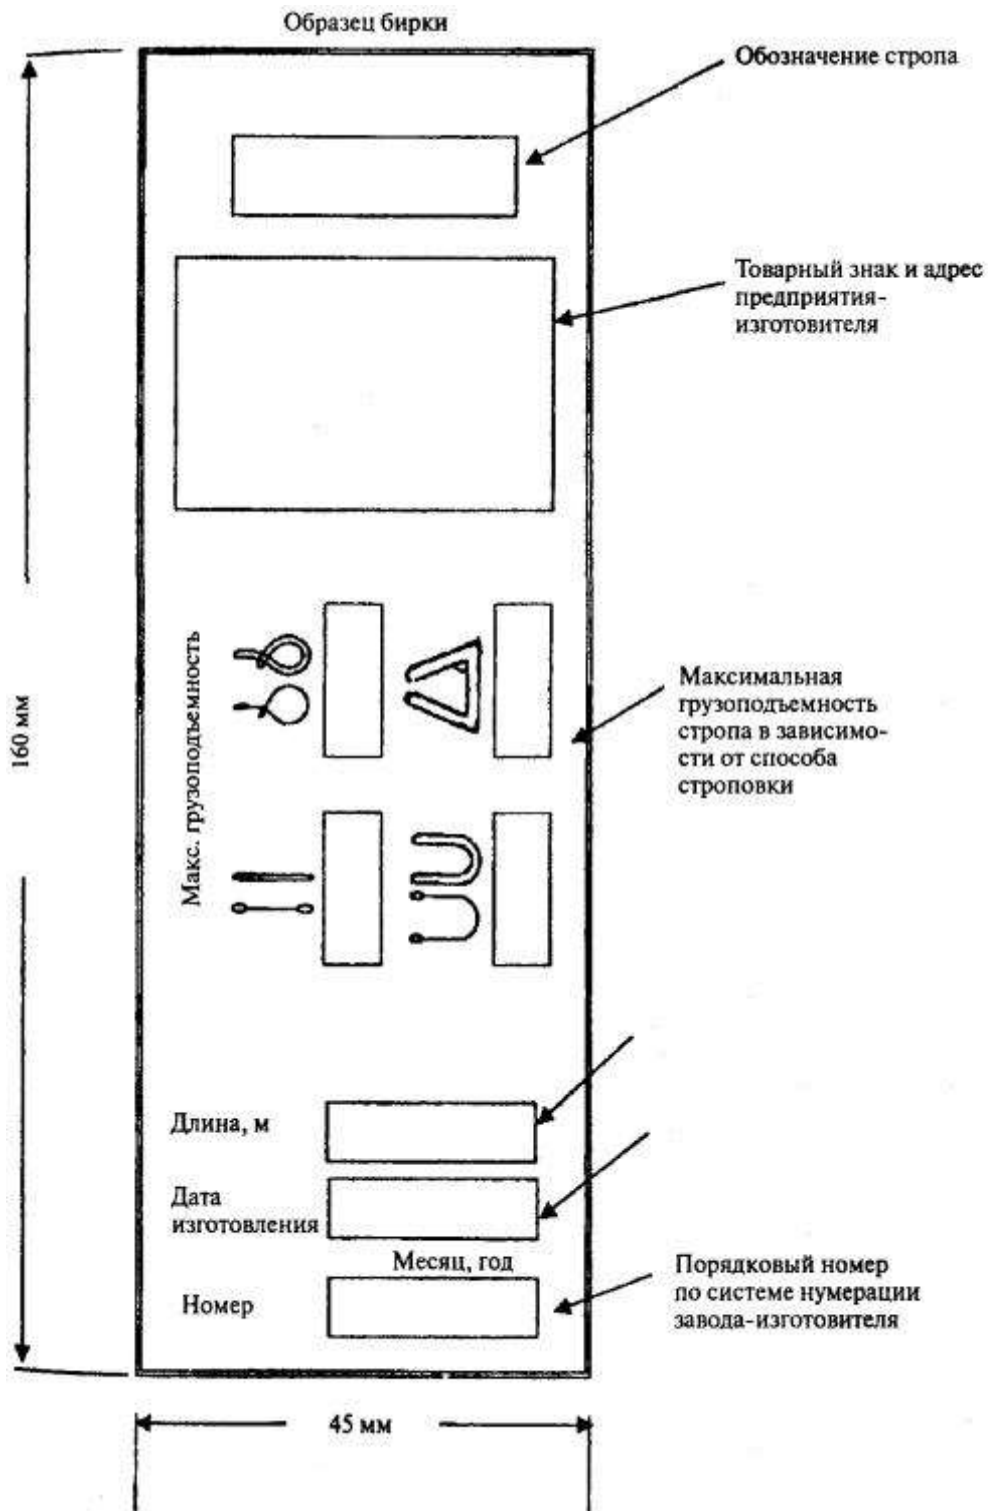 Образец бирки
Обозначение стропа
Товарный знак и адрес
предприятия-
изготовителя
160 мм
Макс. грузоподъемность
Максимальная
грузоподъемность
стропа в зависимо-
сти от способа
строповки
Длина, м
Дата
изготовления
Месяц, год
Номер
Порядковый номер
по системе нумерации
завода-изготовителя
45 мм